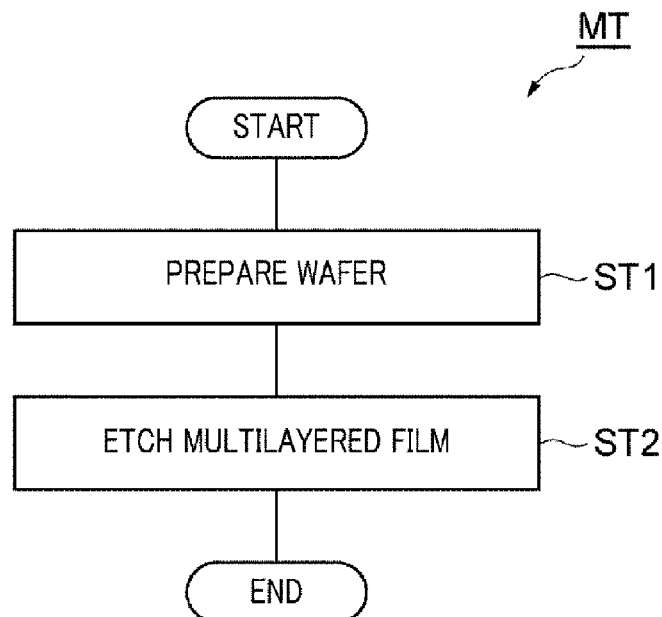 MT
START
PREPARE WAFER
ST1
ETCH MULTILAYERED FILM
ST2
END